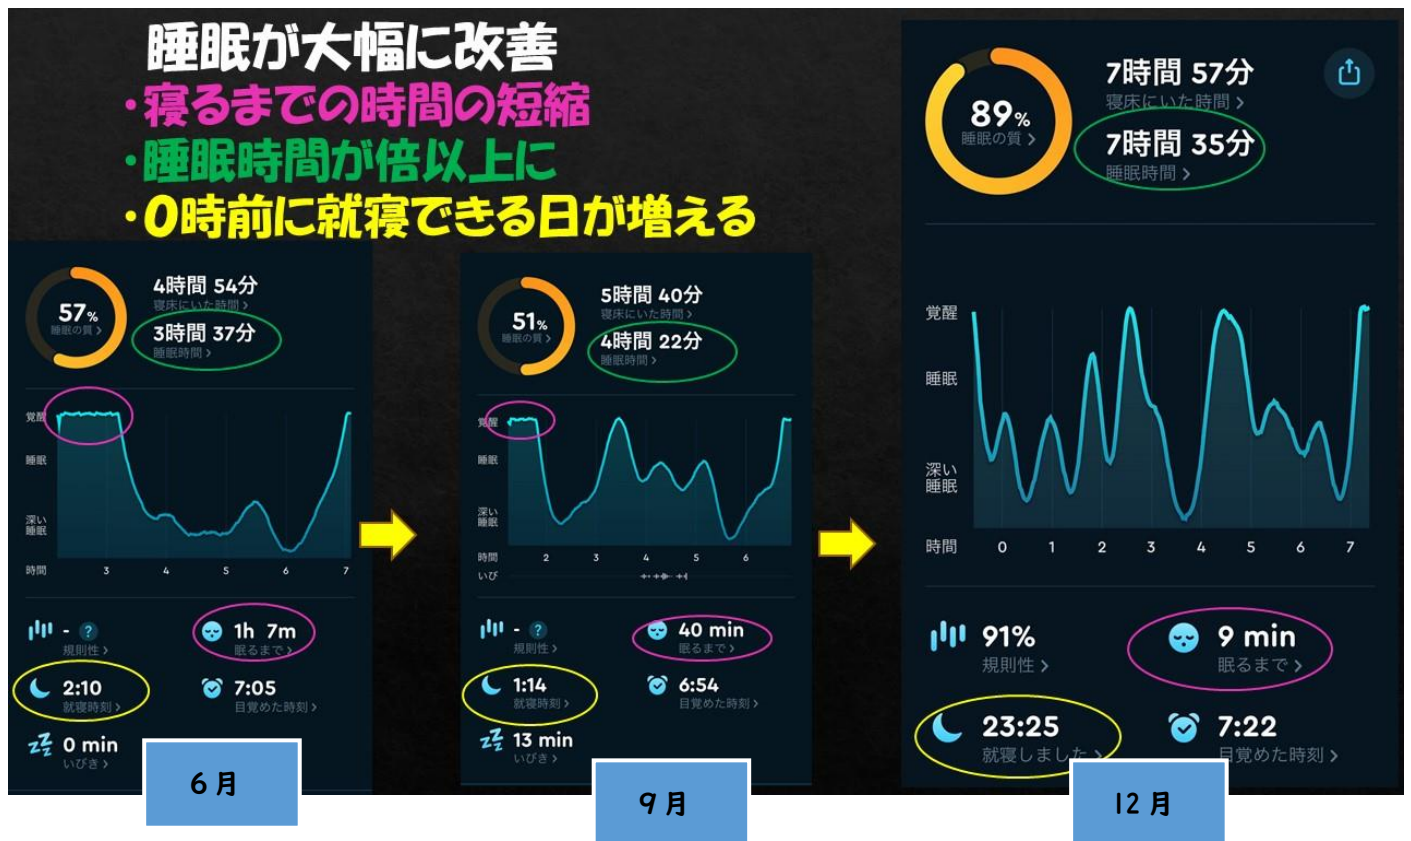 睡眠が大幅に改善
・寝るまでの時間の短縮
・睡眠時間が倍以上に
・0時前に就寝できる日が増える
57%
睡眠の質 >
4時間 54分
寝床にいた時間 >
3時間 37分
睡眠時間 >
覚醒
睡眠
深い
睡眠
時間 3 4 5 6 7
- ?
規則性 >
1h 7m
眠るまで >
2:10
就寝時刻 >
7:05
目覚めた時刻 >
0 min
いびき >
6月
51%
睡眠の質 >
5時間 40分
寝床にいた時間 >
4時間 22分
睡眠時間 >
覚醒
睡眠
深い
睡眠
時間 2 3 4 5 6
いび
- ?
規則性 >
40 min
眠るまで >
1:14
就寝時刻 >
6:54
目覚めた時刻 >
13 min
いびき >
9月
89%
睡眠の質 >
7時間 57分
寝床にいた時間 >
7時間 35分
睡眠時間 >
覚醒
睡眠
深い
睡眠
時間 0 1 2 3 4 5 6 7
91%
規則性 >
9 min
眠るまで >
23:25
就寝しました >
7:22
目覚めた時刻 >
12月